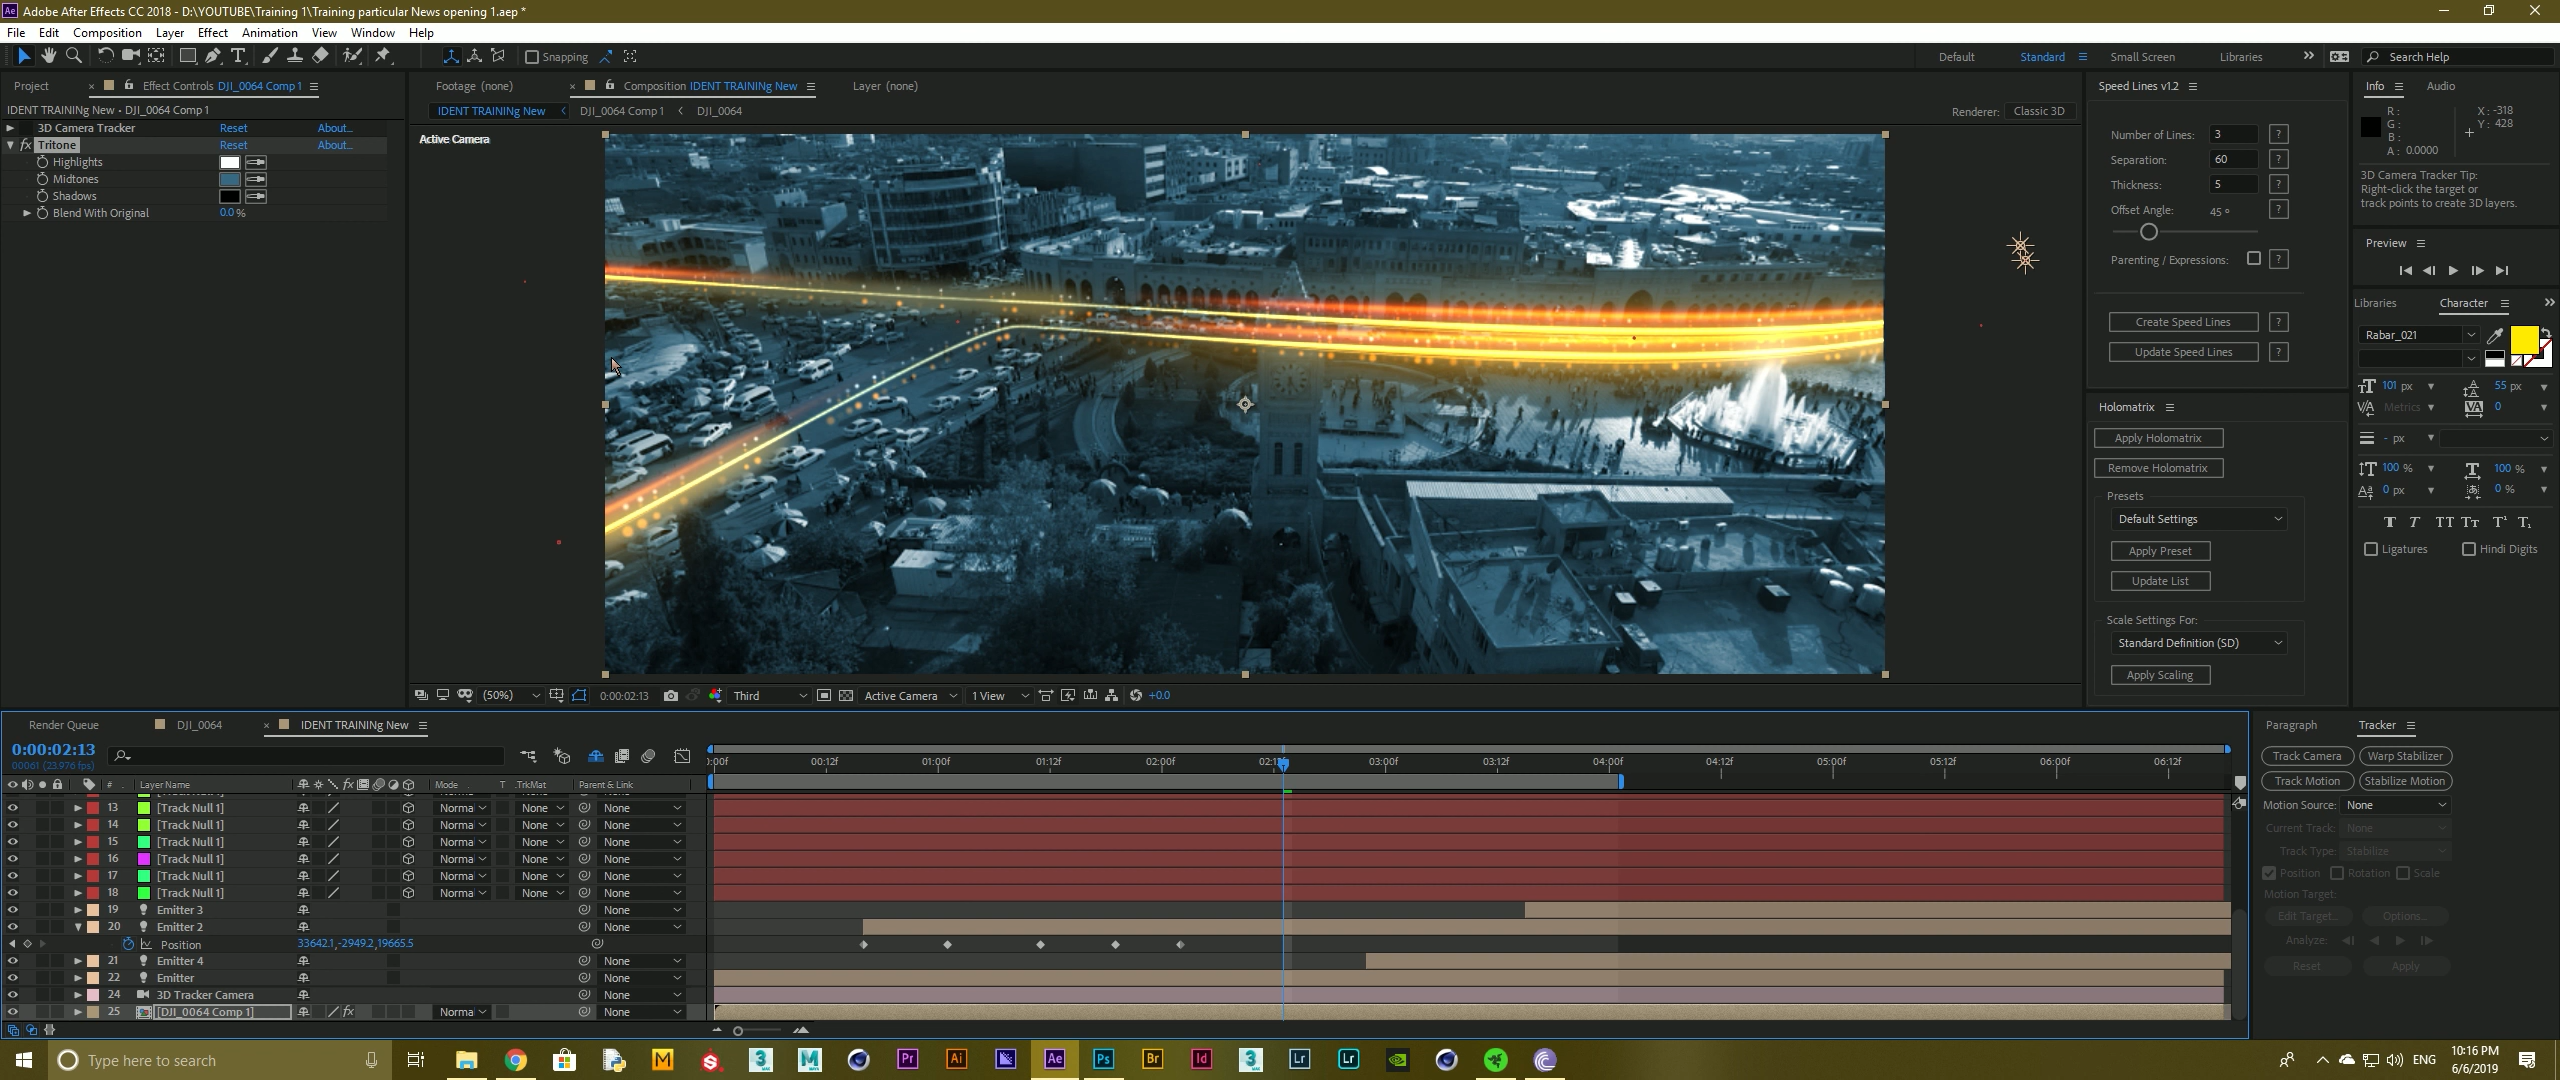 Adobe After Effects CC 2018 - D:\YOUTUBE\Training 1\Training particular News opening 1.aep *
File Edit Composition Layer Effect Animation View Window Help
Snapping
Default Standard Small Screen Libraries Search Help
Project Effect Controls DJI_0064 Comp 1
IDENT TRAININg New • DJI_0064 Comp 1
3D Camera Tracker Reset About...
fx Tritone Reset About...
Highlights
Midtones
Shadows
Blend With Original 0.0 %
Footage (none) Composition IDENT TRAININg New Layer (none)
IDENT TRAININg New DJI_0064 Comp 1 DJI_0064
Renderer: Classic 3D
Active Camera
(50%) 0:00:02:13 Third Active Camera 1 View +0.0
Speed Lines v1.2
Number of Lines: 3 ?
Separation: 60 ?
Thickness: 5 ?
Offset Angle: 45 ° ?
Parenting / Expressions: ?
Create Speed Lines ?
Update Speed Lines ?
Holomatrix
Apply Holomatrix
Remove Holomatrix
Presets
Default Settings
Apply Preset
Update List
Scale Settings For:
Standard Definition (SD)
Apply Scaling
Info Audio
R :
G :
B :
A : 0.0000
X : -318
Y : 428
3D Camera Tracker Tip:
Right-click the target or
track points to create 3D layers.
Preview
Libraries Character
Rabar_021
101 px 55 px
Metrics 0
- px
100 % 100 %
0 px 0 %
T T TT Tт T¹ T₁
Ligatures Hindi Digits
Render Queue DJI_0064 IDENT TRAININg New
0:00:02:13
00061 (23.976 fps)
# Layer Name Mode T .TrkMat Parent & Link
):00f 00:12f 01:00f 01:12f 02:00f 02:1 03:00f 03:12f 04:00f 04:12f 05:00f 05:12f 06:00f 06:12f
13 [Track Null 1] Norma None None
14 [Track Null 1] Norma None None
15 [Track Null 1] Norma None None
16 [Track Null 1] Norma None None
17 [Track Null 1] Norma None None
18 [Track Null 1] Norma None None
19 Emitter 3 None
20 Emitter 2 None
Position 33642.1,-2949.2,19665.5
21 Emitter 4 None
22 Emitter None
24 3D Tracker Camera None
25 [DJI_0064 Comp 1] fx Norma None
Paragraph Tracker
Track Camera Warp Stabilizer
Track Motion Stabilize Motion
Motion Source: None
Current Track: None
Track Type: Stabilize
Position Rotation Scale
Motion Target:
Edit Target... Options...
Analyze:
Reset Apply
Type here to search
Pr Ai Ae Ps Br Id Lr Lr
ENG
10:16 PM
6/6/2019